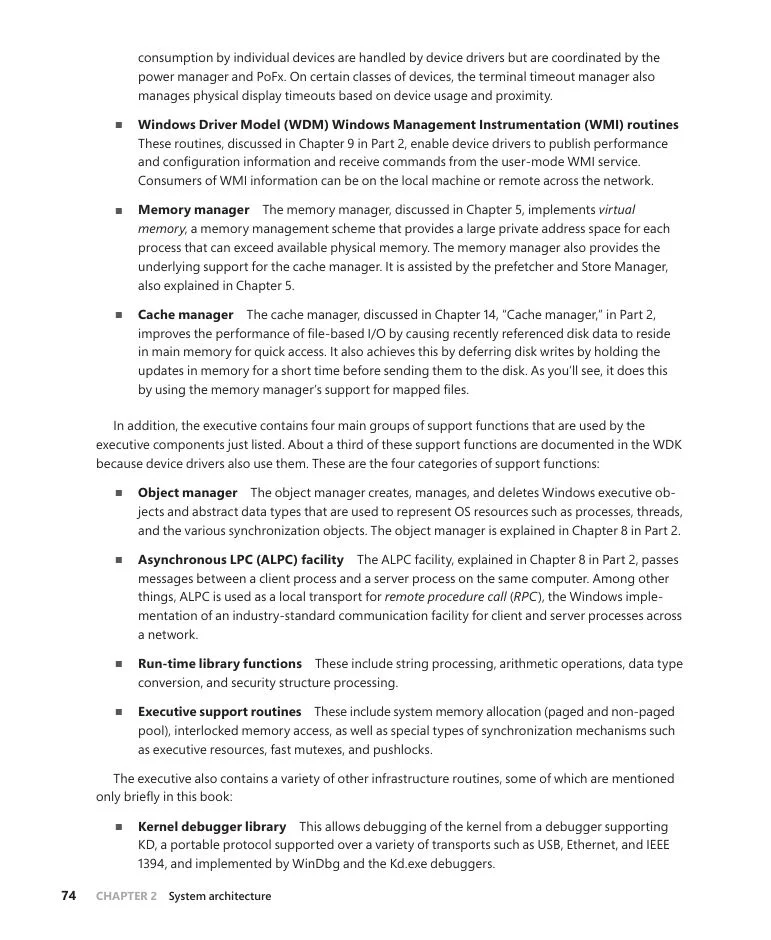 consumption by individual devices are handled by device drivers but are coordinated by the
power manager and PoFx. On certain classes of devices, the terminal timeout manager also
manages physical display timeouts based on device usage and proximity.
■ Windows Driver Model (WDM) Windows Management Instrumentation (WMI) routines
These routines, discussed in Chapter 9 in Part 2, enable device drivers to publish performance
and configuration information and receive commands from the user-mode WMI service.
Consumers of WMI information can be on the local machine or remote across the network.
■ Memory manager The memory manager, discussed in Chapter 5, implements virtual
memory, a memory management scheme that provides a large private address space for each
process that can exceed available physical memory. The memory manager also provides the
underlying support for the cache manager. It is assisted by the prefetcher and Store Manager,
also explained in Chapter 5.
■ Cache manager The cache manager, discussed in Chapter 14, “Cache manager,” in Part 2,
improves the performance of file-based I/O by causing recently referenced disk data to reside
in main memory for quick access. It also achieves this by deferring disk writes by holding the
updates in memory for a short time before sending them to the disk. As you’ll see, it does this
by using the memory manager’s support for mapped files.
In addition, the executive contains four main groups of support functions that are used by the
executive components just listed. About a third of these support functions are documented in the WDK
because device drivers also use them. These are the four categories of support functions:
■ Object manager The object manager creates, manages, and deletes Windows executive ob-
jects and abstract data types that are used to represent OS resources such as processes, threads,
and the various synchronization objects. The object manager is explained in Chapter 8 in Part 2.
■ Asynchronous LPC (ALPC) facility The ALPC facility, explained in Chapter 8 in Part 2, passes
messages between a client process and a server process on the same computer. Among other
things, ALPC is used as a local transport for remote procedure call (RPC), the Windows imple-
mentation of an industry-standard communication facility for client and server processes across
a network.
■ Run-time library functions These include string processing, arithmetic operations, data type
conversion, and security structure processing.
■ Executive support routines These include system memory allocation (paged and non-paged
pool), interlocked memory access, as well as special types of synchronization mechanisms such
as executive resources, fast mutexes, and pushlocks.
The executive also contains a variety of other infrastructure routines, some of which are mentioned
only briefly in this book:
■ Kernel debugger library This allows debugging of the kernel from a debugger supporting
KD, a portable protocol supported over a variety of transports such as USB, Ethernet, and IEEE
1394, and implemented by WinDbg and the Kd.exe debuggers.
74 CHAPTER 2 System architecture